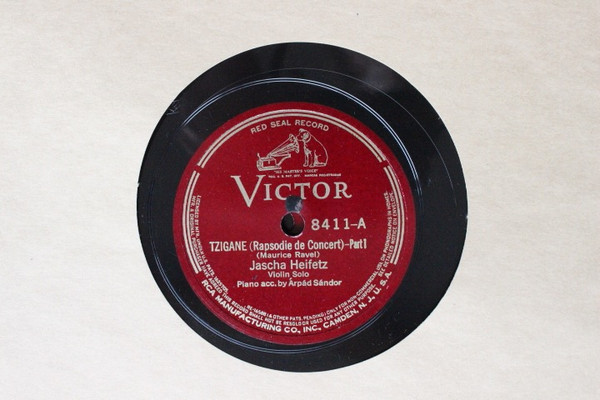 RED SEAL RECORD
"HIS MASTER'S VOICE"
VICTOR
8411-A
TZIGANE (Rapsodie de Concert)-Part 1
(Maurice Ravel)
Jascha Heifetz
Violin Solo
Piano acc. by Árpád Sándor
RCA MANUFACTURING CO., INC., CAMDEN, N. J., U. S. A.